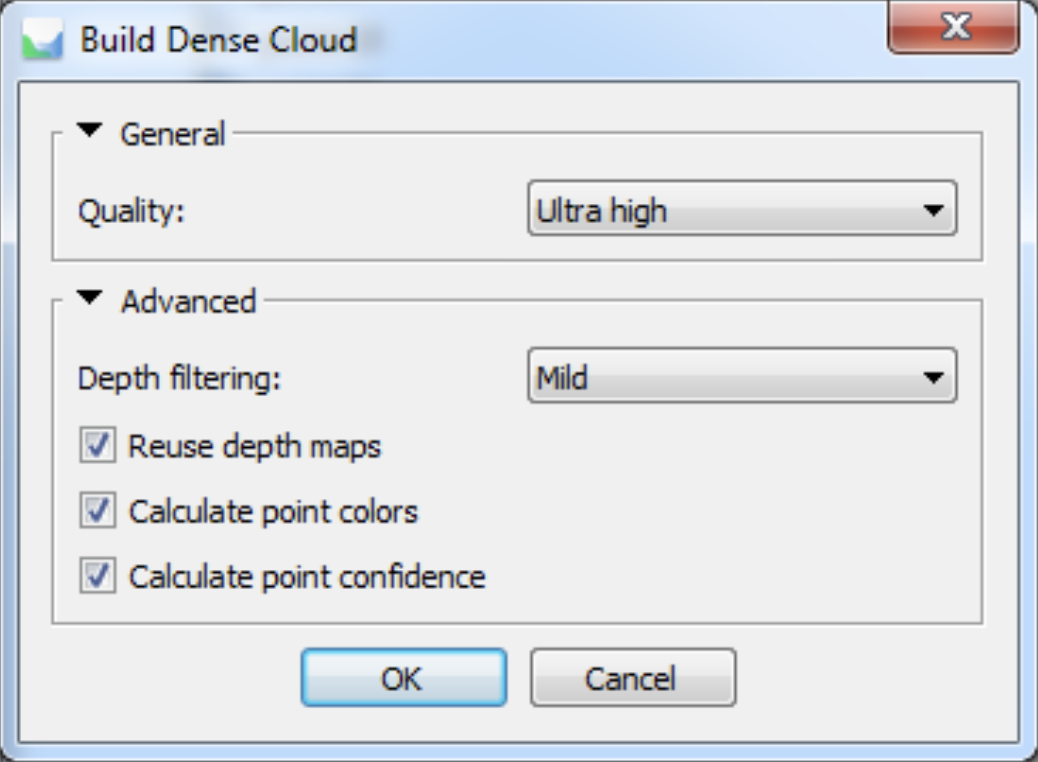 Build Dense Cloud
General
Quality: Ultra high
Advanced
Depth filtering: Mild
Reuse depth maps
Calculate point colors
Calculate point confidence
OK Cancel